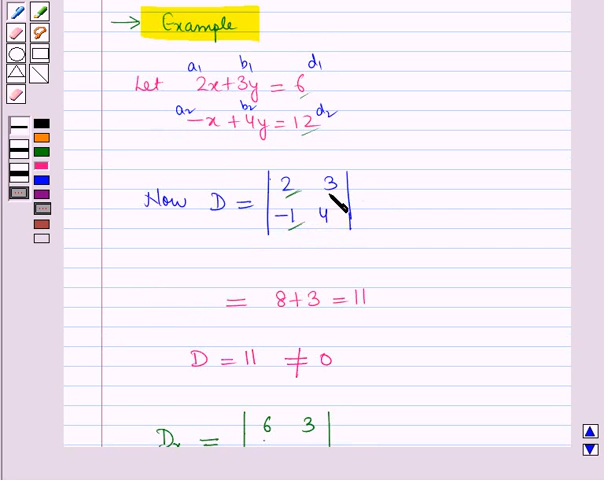 → Example
a1 b1 d1
Let 2x+3y = 6
a2 b2 d2
-x + 4y = 12
Now D = | 2 3 |
| -1 4 |
= 8+3 = 11
D = 11 ≠ 0
Dx = | 6 3 |